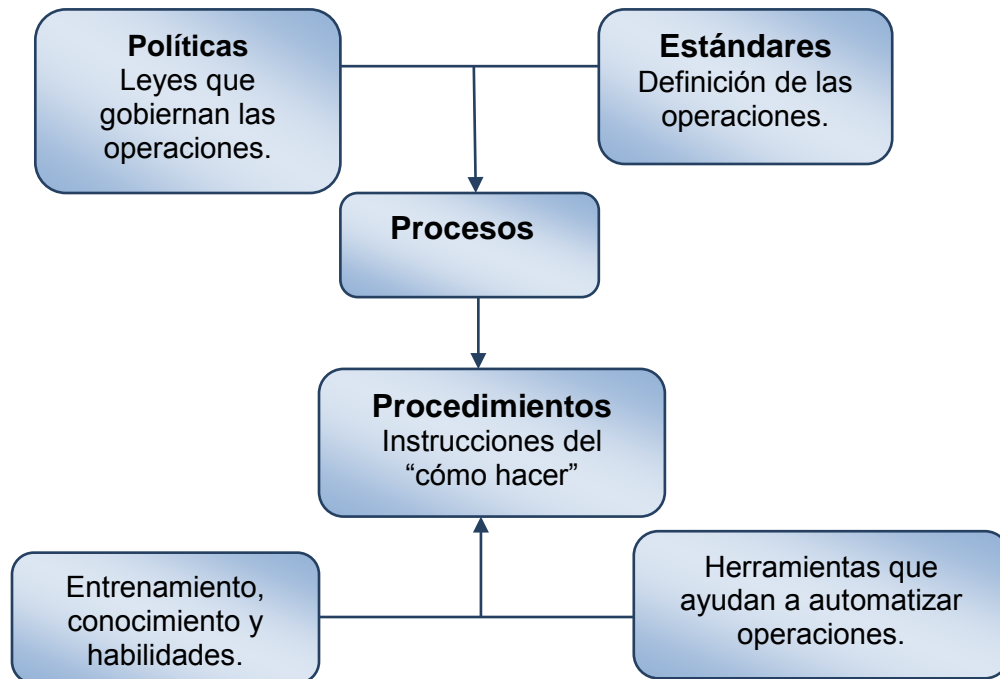 Políticas
Leyes que
gobiernan las
operaciones.
Estándares
Definición de las
operaciones.
Procesos
Procedimientos
Instrucciones del
“cómo hacer”
Entrenamiento,
conocimiento y
habilidades.
Herramientas que
ayudan a automatizar
operaciones.